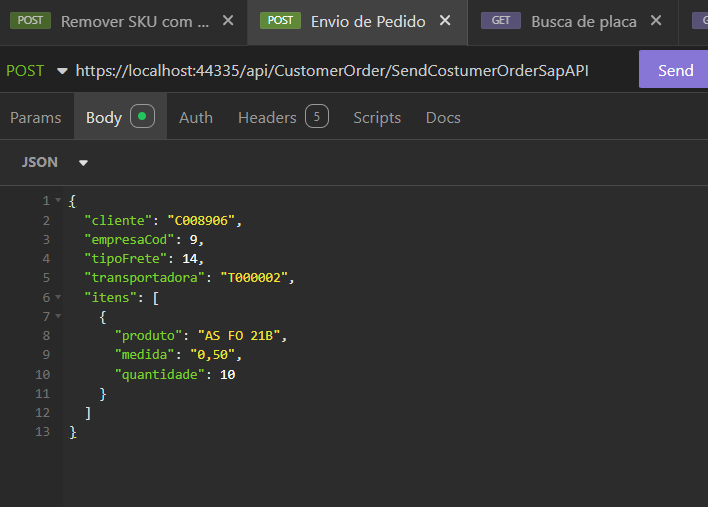 POST Remover SKU com ... × POST Envio de Pedido × GET Busca de placa ×
POST https://localhost:44335/api/CustomerOrder/SendCostumerOrderSapAPI Send
Params Body Auth Headers 5 Scripts Docs
JSON
1 {
2 "cliente": "C008906",
3 "empresaCod": 9,
4 "tipoFrete": 14,
5 "transportadora": "T000002",
6 "itens": [
7 {
8 "produto": "AS FO 21B",
9 "medida": "0,50",
10 "quantidade": 10
11 }
12 ]
13 }